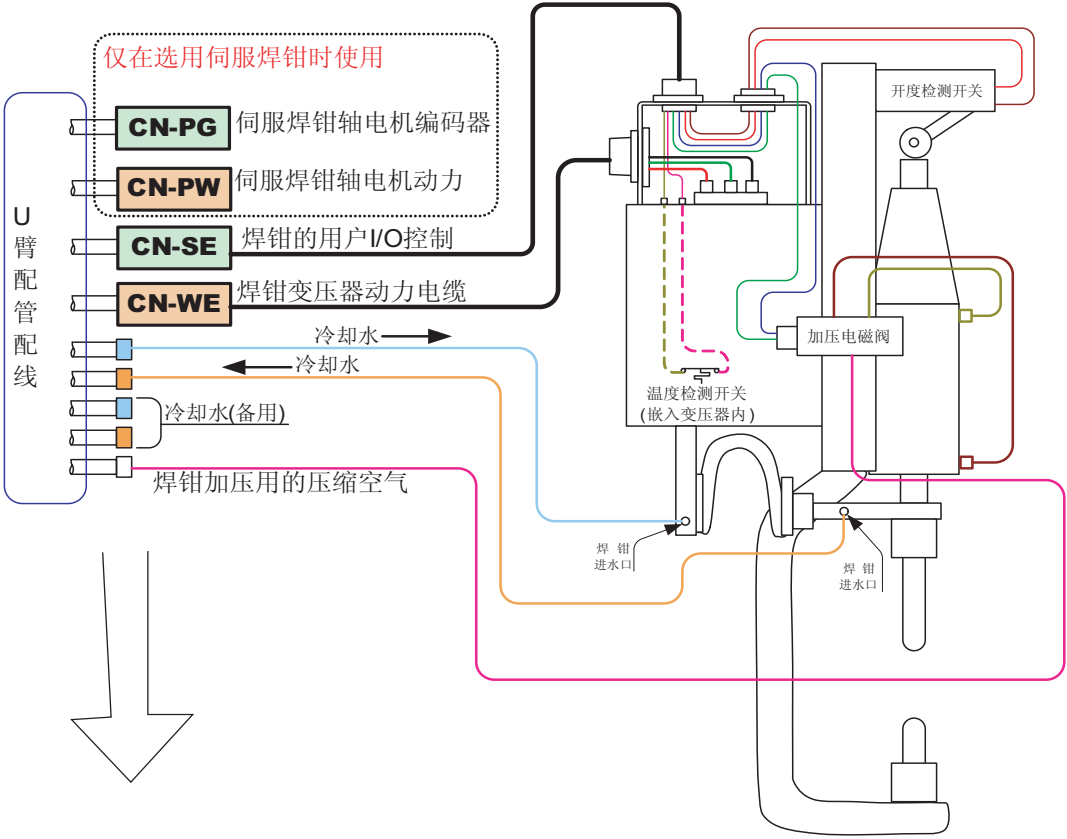 仅在选用伺服焊钳时使用
CN-PG
伺服焊钳轴电机编码器
CN-PW
伺服焊钳轴电机动力
CN-SE
焊钳的用户I/O控制
CN-WE
焊钳变压器动力电缆
U
臂
配
管
配
线
冷却水
冷却水
冷却水(备用)
焊钳加压用的压缩空气
开度检测开关
加压电磁阀
温度检测开关
(嵌入变压器内)
焊 钳
进水口
焊 钳
进水口